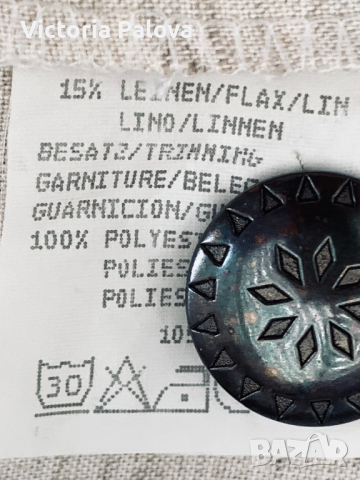 Victoria Palova
15% LEINEN/FLAX/LIN
LINO/LINNEN
BESATZ/TRIMMING
GARNITURE/BELEG
GUARNICION/GU
100% POLYES
POLIES
POLIES
30
BAZAR